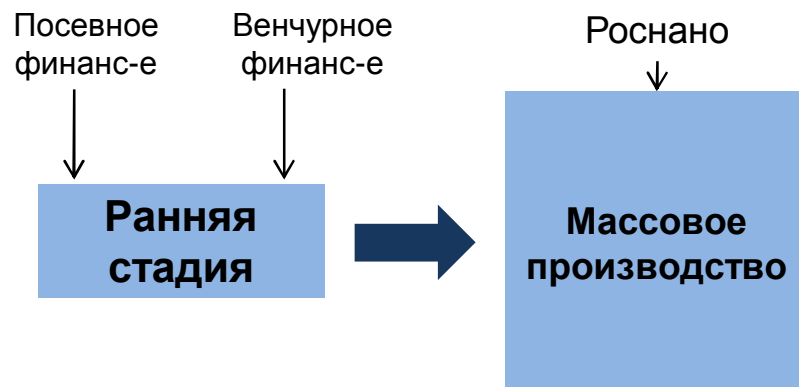 Посевное
финанс-е
Венчурное
финанс-е
Роснано
Ранняя
стадия
Массовое
производство